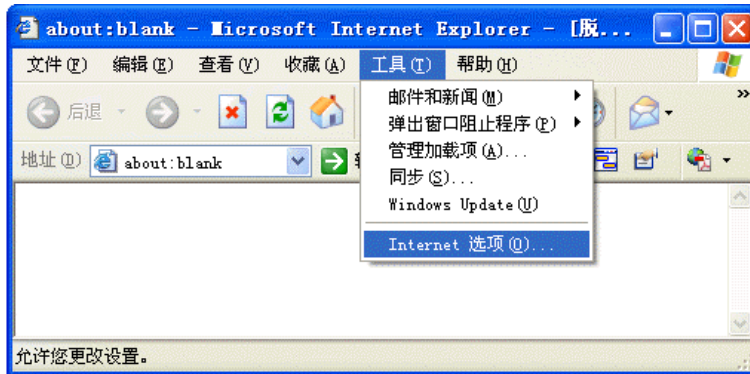 about:blank - Microsoft Internet Explorer - [脱...
文件(F) 编辑(E) 查看(V) 收藏(A) 工具(T) 帮助(H)
后退
邮件和新闻(M)
弹出窗口阻止程序(P)
管理加载项(A)...
地址(D) about:blank
同步(S)...
Windows Update(U)
Internet 选项(O)...
允许您更改设置。